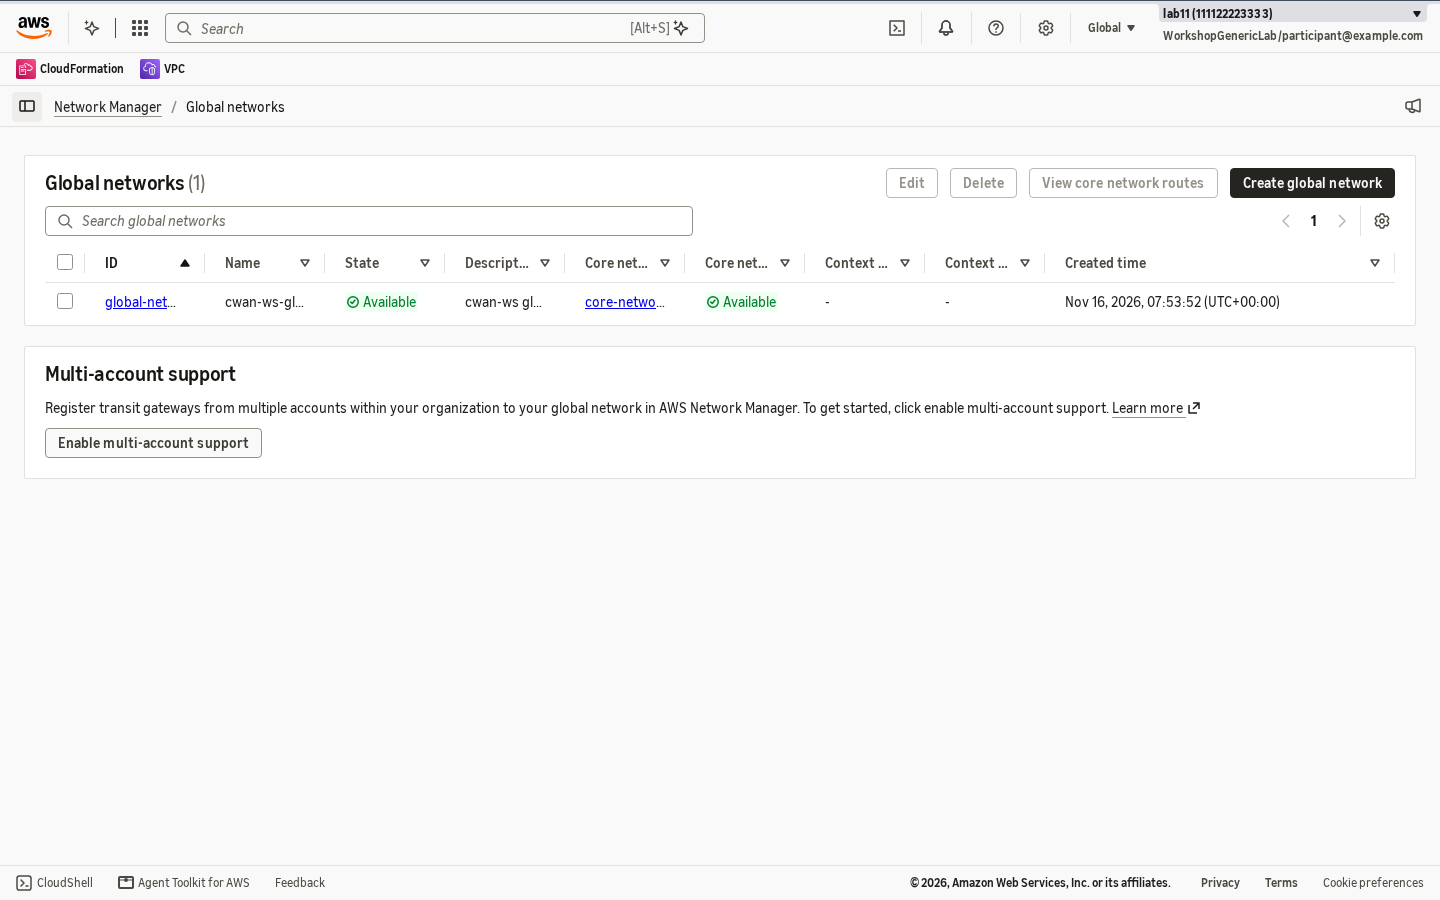 aws
Search [Alt+S]
Global
lab11 (111122223333)
WorkshopGenericLab/participant@example.com
CloudFormation VPC
Network Manager / Global networks
Global networks (1)
Edit Delete View core network routes Create global network
Search global networks
1
ID Name State Descript... Core net... Core net... Context ... Context ... Created time
global-net... cwan-ws-gl... Available cwan-ws gl... core-netwo... Available - - Nov 16, 2026, 07:53:52 (UTC+00:00)
Multi-account support
Register transit gateways from multiple accounts within your organization to your global network in AWS Network Manager. To get started, click enable multi-account support. Learn more
Enable multi-account support
CloudShell Agent Toolkit for AWS Feedback © 2026, Amazon Web Services, Inc. or its affiliates. Privacy Terms Cookie preferences